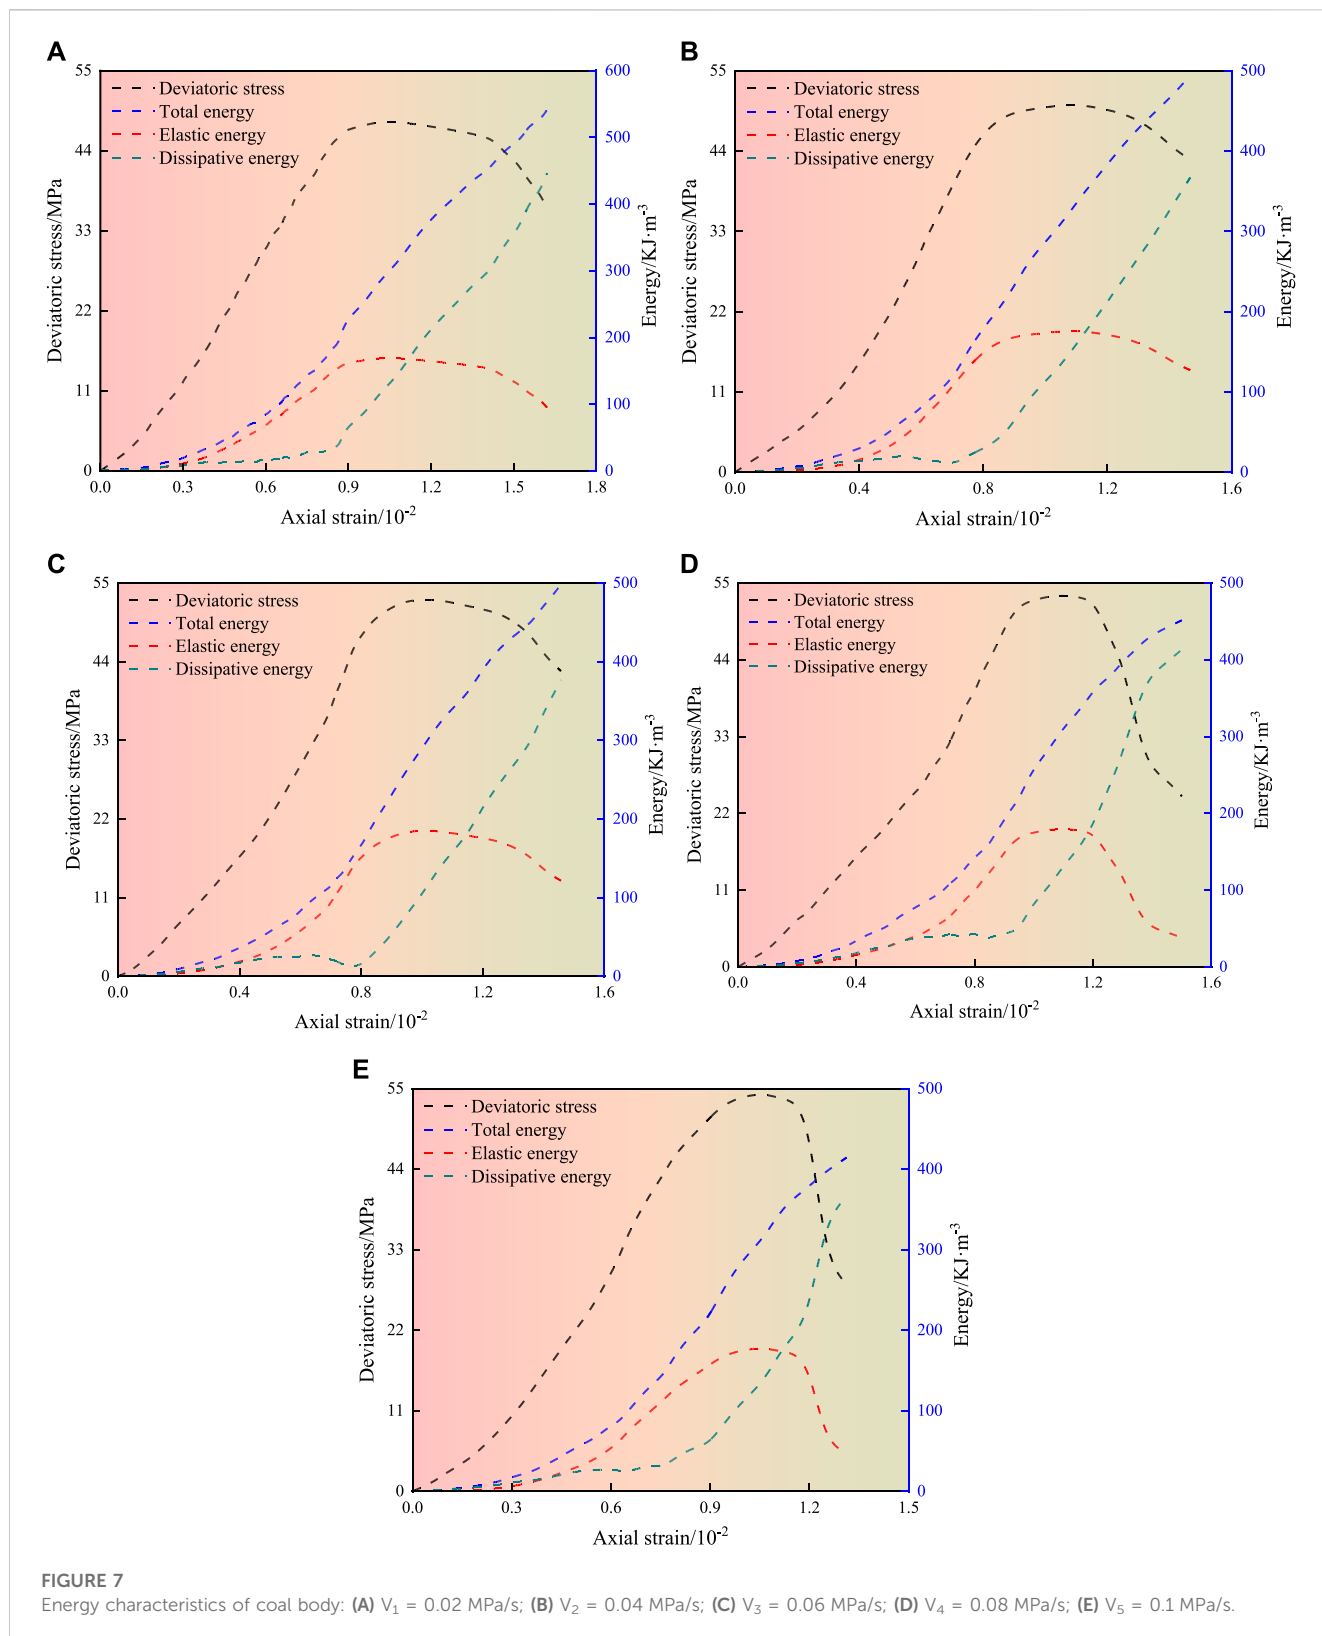 A
Deviatoric stress
Total energy
Elastic energy
Dissipative energy
55
44
33
22
11
0
600
500
400
300
200
100
0
0.0 0.3 0.6 0.9 1.2 1.5 1.8
Deviatoric stress/MPa
Energy/KJ·m⁻³
Axial strain/10⁻²
B
Deviatoric stress
Total energy
Elastic energy
Dissipative energy
55
44
33
22
11
0
500
400
300
200
100
0
0.0 0.4 0.8 1.2 1.6
Deviatoric stress/MPa
Energy/KJ·m⁻³
Axial strain/10⁻²
C
Deviatoric stress
Total energy
Elastic energy
Dissipative energy
55
44
33
22
11
0
500
400
300
200
100
0
0.0 0.4 0.8 1.2 1.6
Deviatoric stress/MPa
Energy/KJ·m⁻³
Axial strain/10⁻²
D
Deviatoric stress
Total energy
Elastic energy
Dissipative energy
55
44
33
22
11
0
500
400
300
200
100
0
0.0 0.4 0.8 1.2 1.6
Deviatoric stress/MPa
Energy/KJ·m⁻³
Axial strain/10⁻²
E
Deviatoric stress
Total energy
Elastic energy
Dissipative energy
55
44
33
22
11
0
500
400
300
200
100
0
0.0 0.3 0.6 0.9 1.2 1.5
Deviatoric stress/MPa
Energy/KJ·m⁻³
Axial strain/10⁻²
FIGURE 7
Energy characteristics of coal body: (A) V₁ = 0.02 MPa/s; (B) V₂ = 0.04 MPa/s; (C) V₃ = 0.06 MPa/s; (D) V₄ = 0.08 MPa/s; (E) V₅ = 0.1 MPa/s.